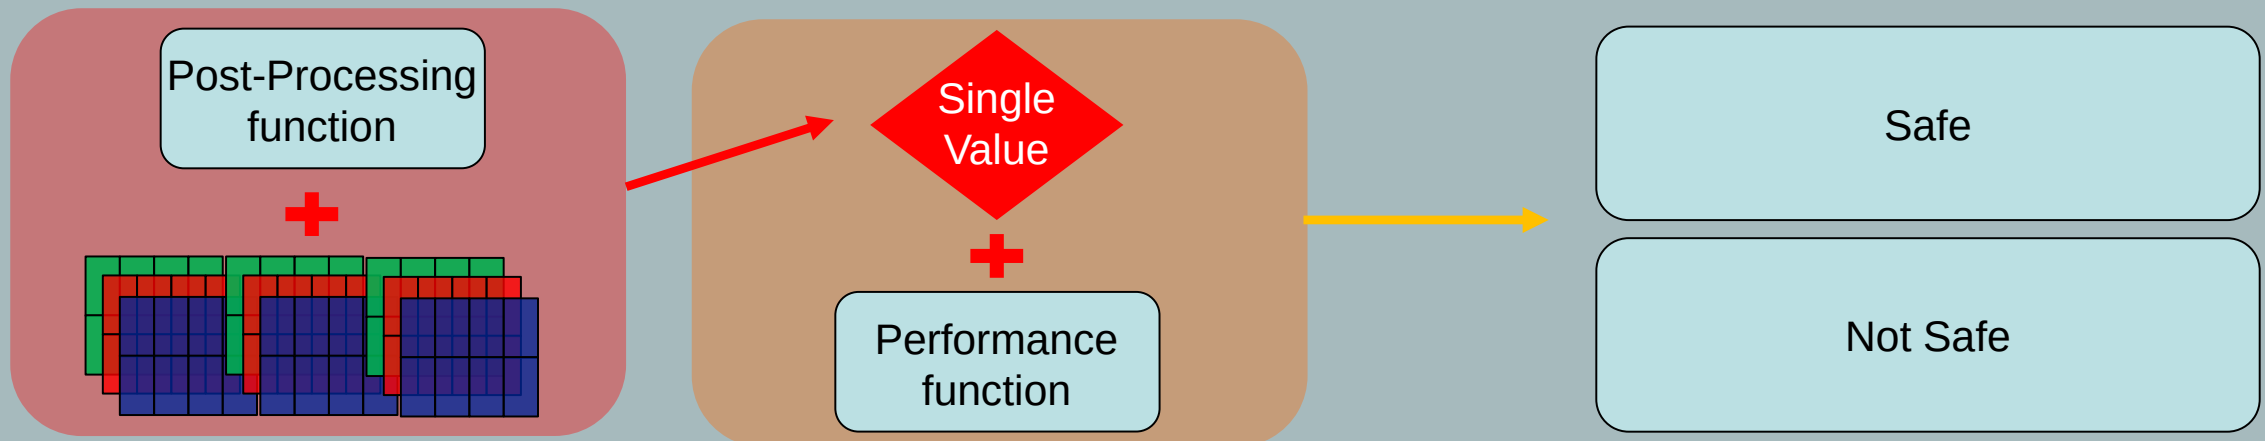 Post-Processing
function
Single
Value
Performance
function
Safe
Not Safe